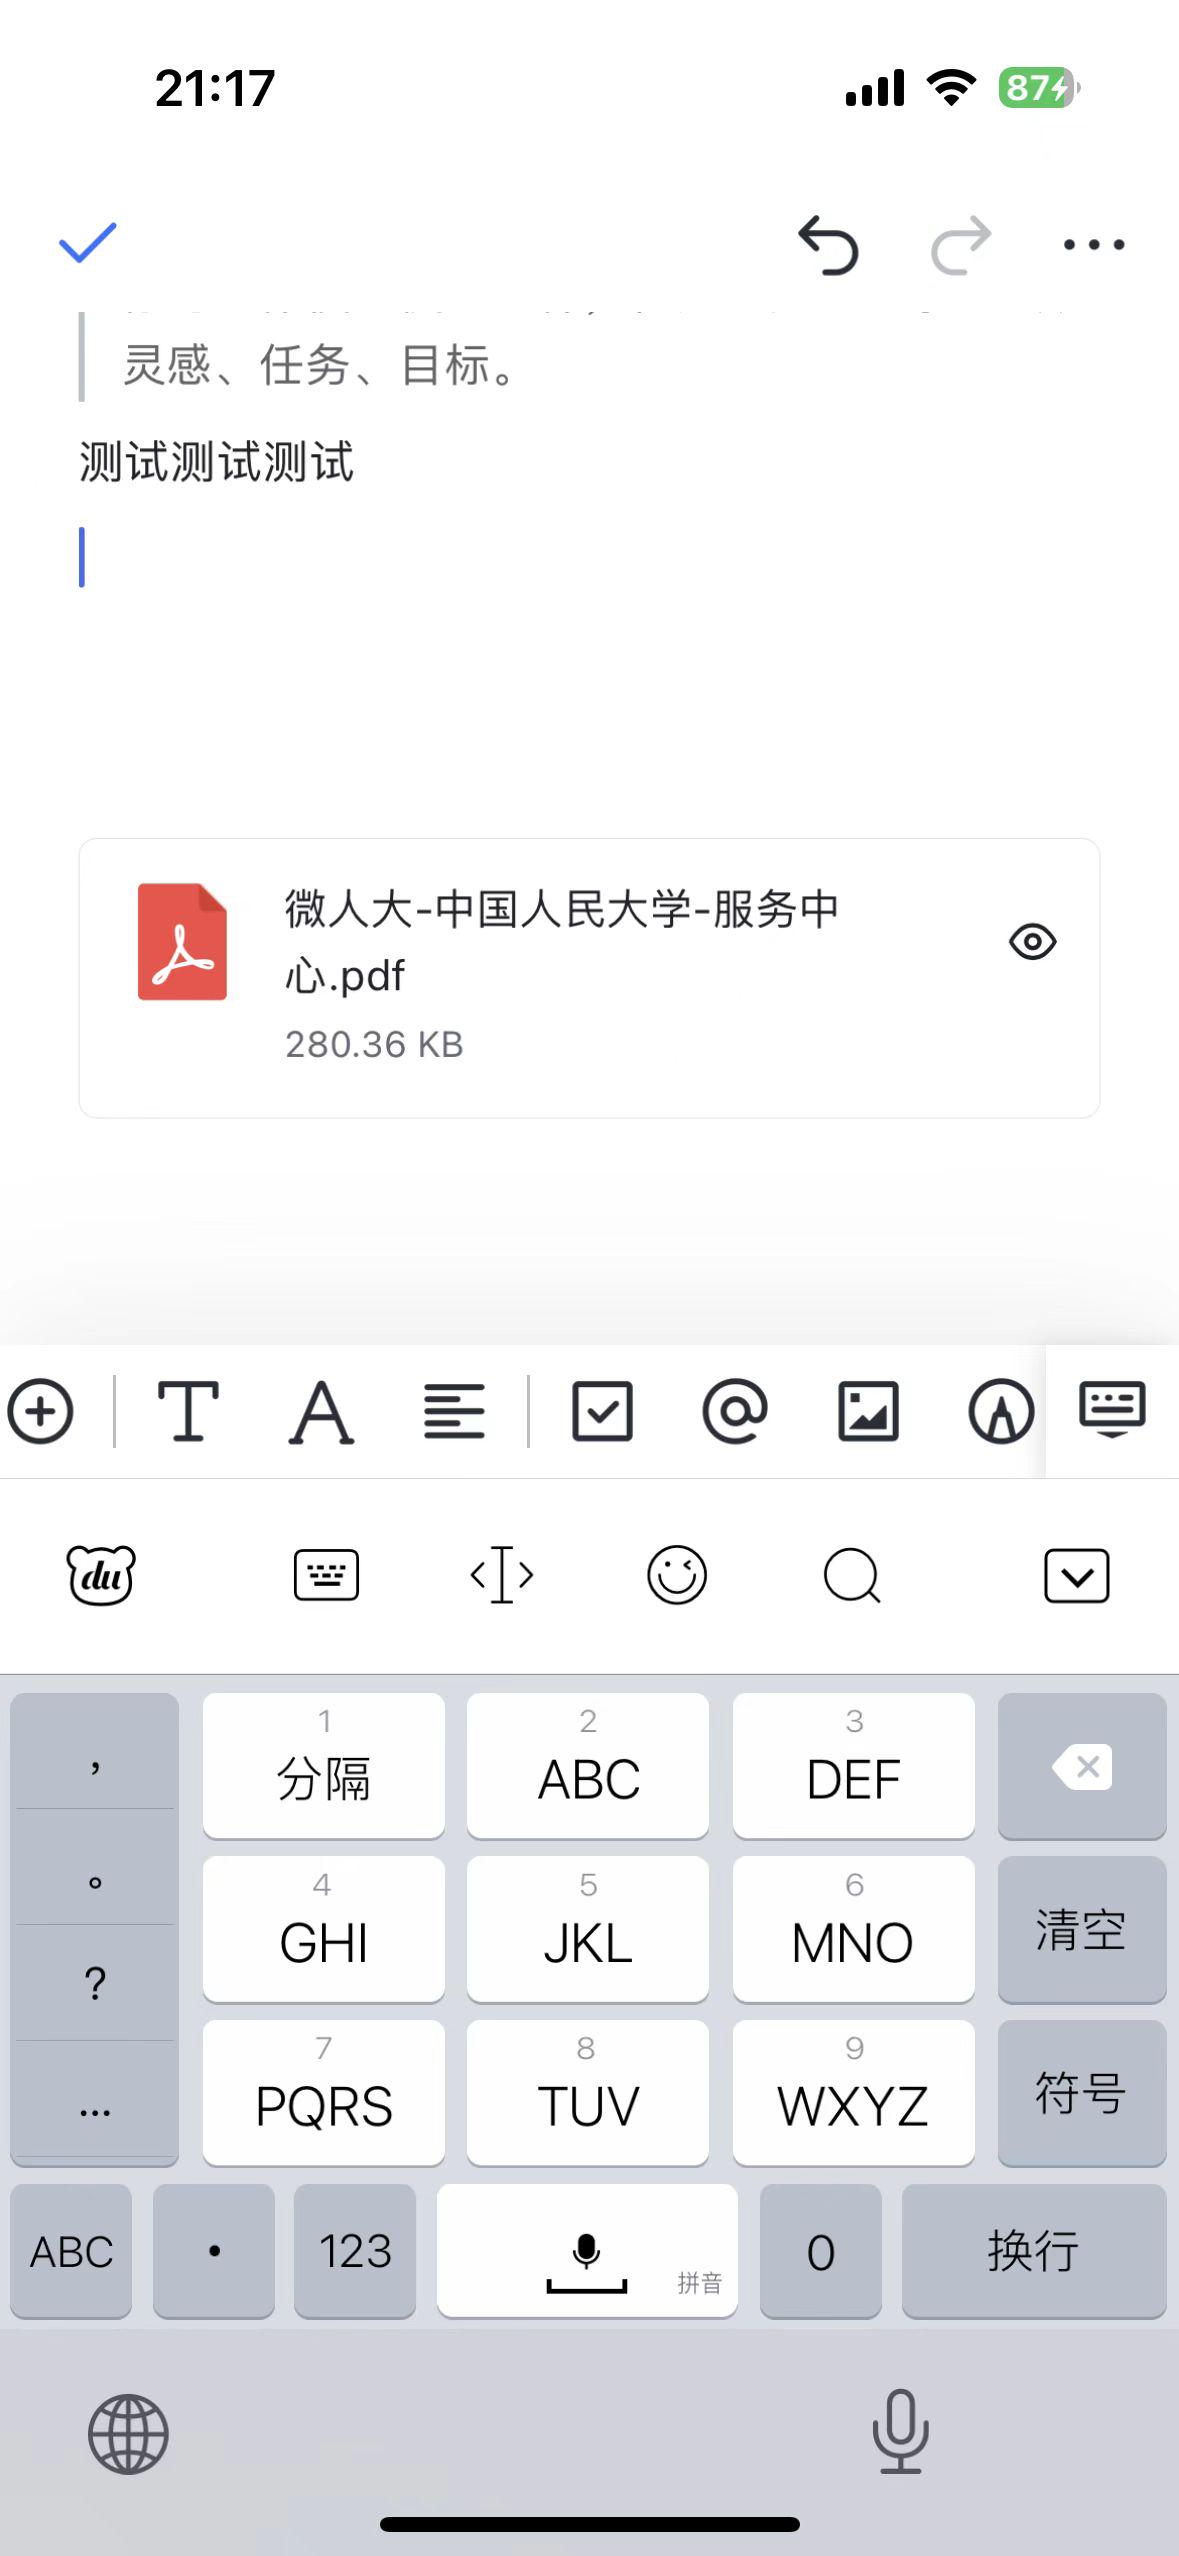 21:17
87
灵感、任务、目标。
测试测试测试
微人大-中国人民大学-服务中
心.pdf
280.36 KB
du
,
1
分隔
2
ABC
3
DEF
。
4
GHI
5
JKL
6
MNO
清空
?
7
PQRS
8
TUV
9
WXYZ
符号
...
ABC
•
123
拼音
0
换行